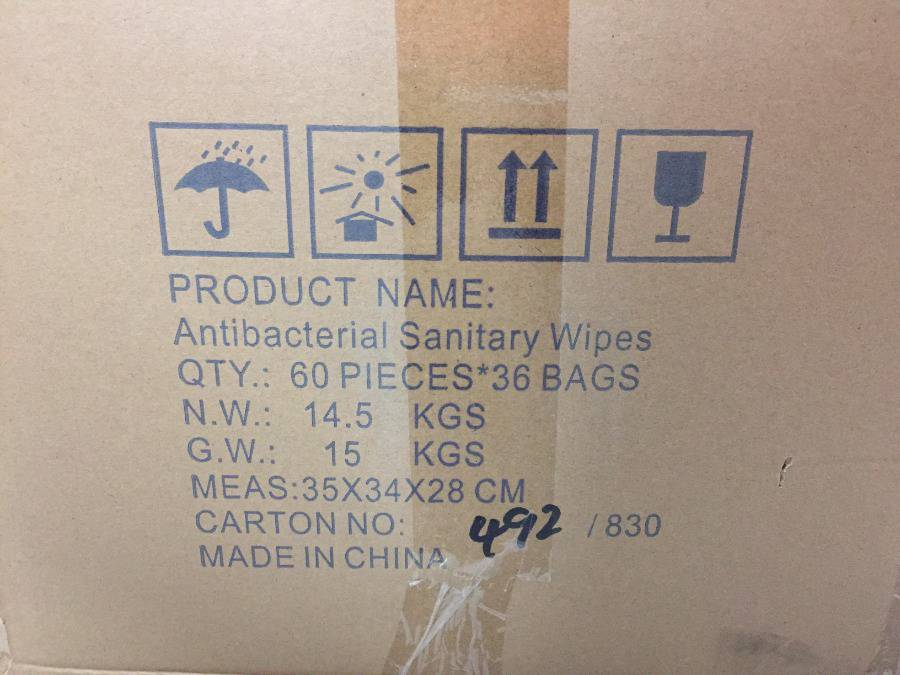 PRODUCT NAME:
Antibacterial Sanitary Wipes
QTY.: 60 PIECES*36 BAGS
N.W.: 14.5 KGS
G.W.: 15 KGS
MEAS:35X34X28 CM
CARTON NO: 492 / 830
MADE IN CHINA